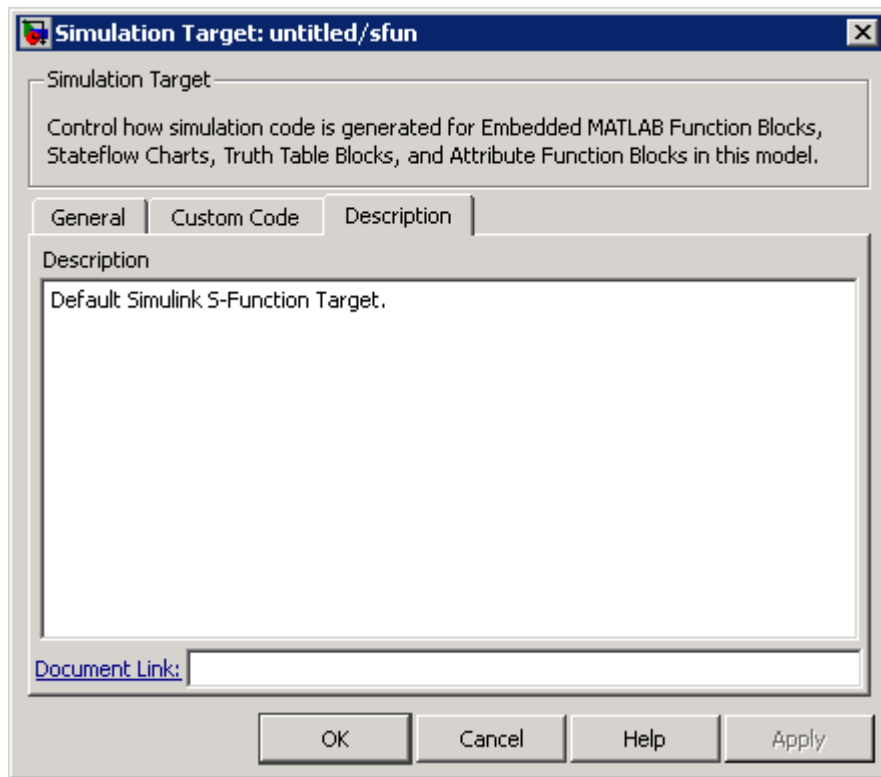 Simulation Target: untitled/sfun
Simulation Target
Control how simulation code is generated for Embedded MATLAB Function Blocks,
Stateflow Charts, Truth Table Blocks, and Attribute Function Blocks in this model.
General Custom Code Description
Description
Default Simulink S-Function Target.
Document Link:
OK Cancel Help Apply